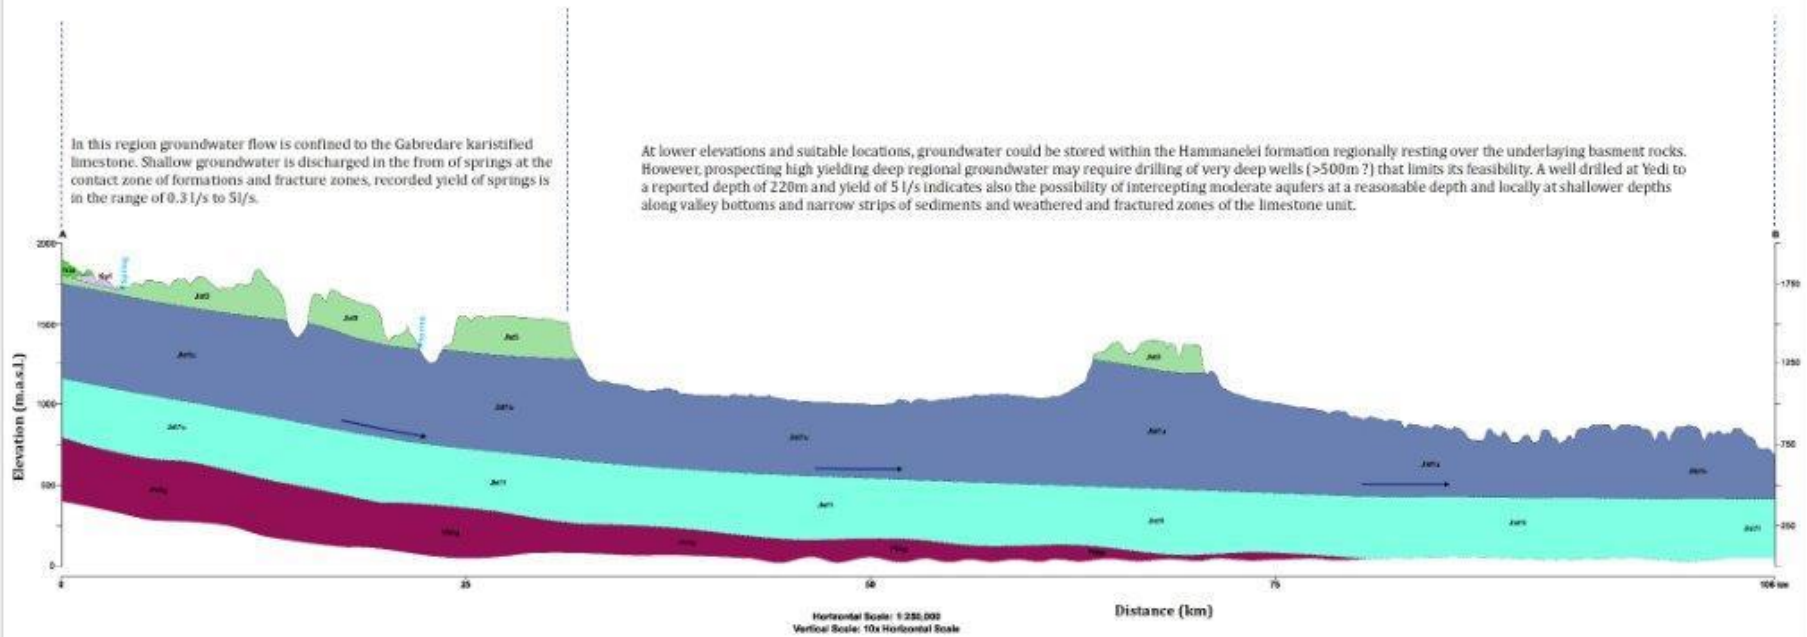 In this region groundwater flow is confined to the Gabredare karistified
limestone. Shallow groundwater is discharged in the from of springs at the
contact zone of formations and fracture zones, recorded yield of springs is
in the range of 0.3 l/s to 5l/s.
At lower elevations and suitable locations, groundwater could be stored within the Hammanelei formation regionally resting over the underlaying basment rocks.
However, prospecting high yielding deep regional groundwater may require drilling of very deep wells (>500m ?) that limits its feasibility. A well drilled at Yedi to
a reported depth of 220m and yield of 5 l/s indicates also the possibility of intercepting moderate aqufers at a reasonable depth and locally at shallower depths
along valley bottoms and narrow strips of sediments and weathered and fractured zones of the limestone unit.
A
B
2000
1500
1000
500
0
Elevation (m.a.s.l.)
Spring
Spring
1750
1250
750
250
0
25
50
75
106 km
Distance (km)
Horizontal Scale: 1:250,000
Vertical Scale: 10x Horizontal Scale